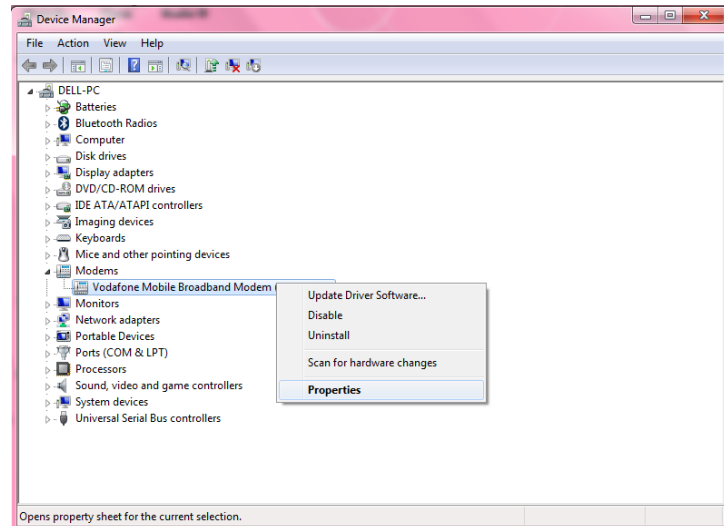 Device Manager
File Action View Help
DELL-PC
Batteries
Bluetooth Radios
Computer
Disk drives
Display adapters
DVD/CD-ROM drives
IDE ATA/ATAPI controllers
Imaging devices
Keyboards
Mice and other pointing devices
Modems
Vodafone Mobile Broadband Modem (
Monitors
Network adapters
Portable Devices
Ports (COM & LPT)
Processors
Sound, video and game controllers
System devices
Universal Serial Bus controllers
Update Driver Software...
Disable
Uninstall
Scan for hardware changes
Properties
Opens property sheet for the current selection.